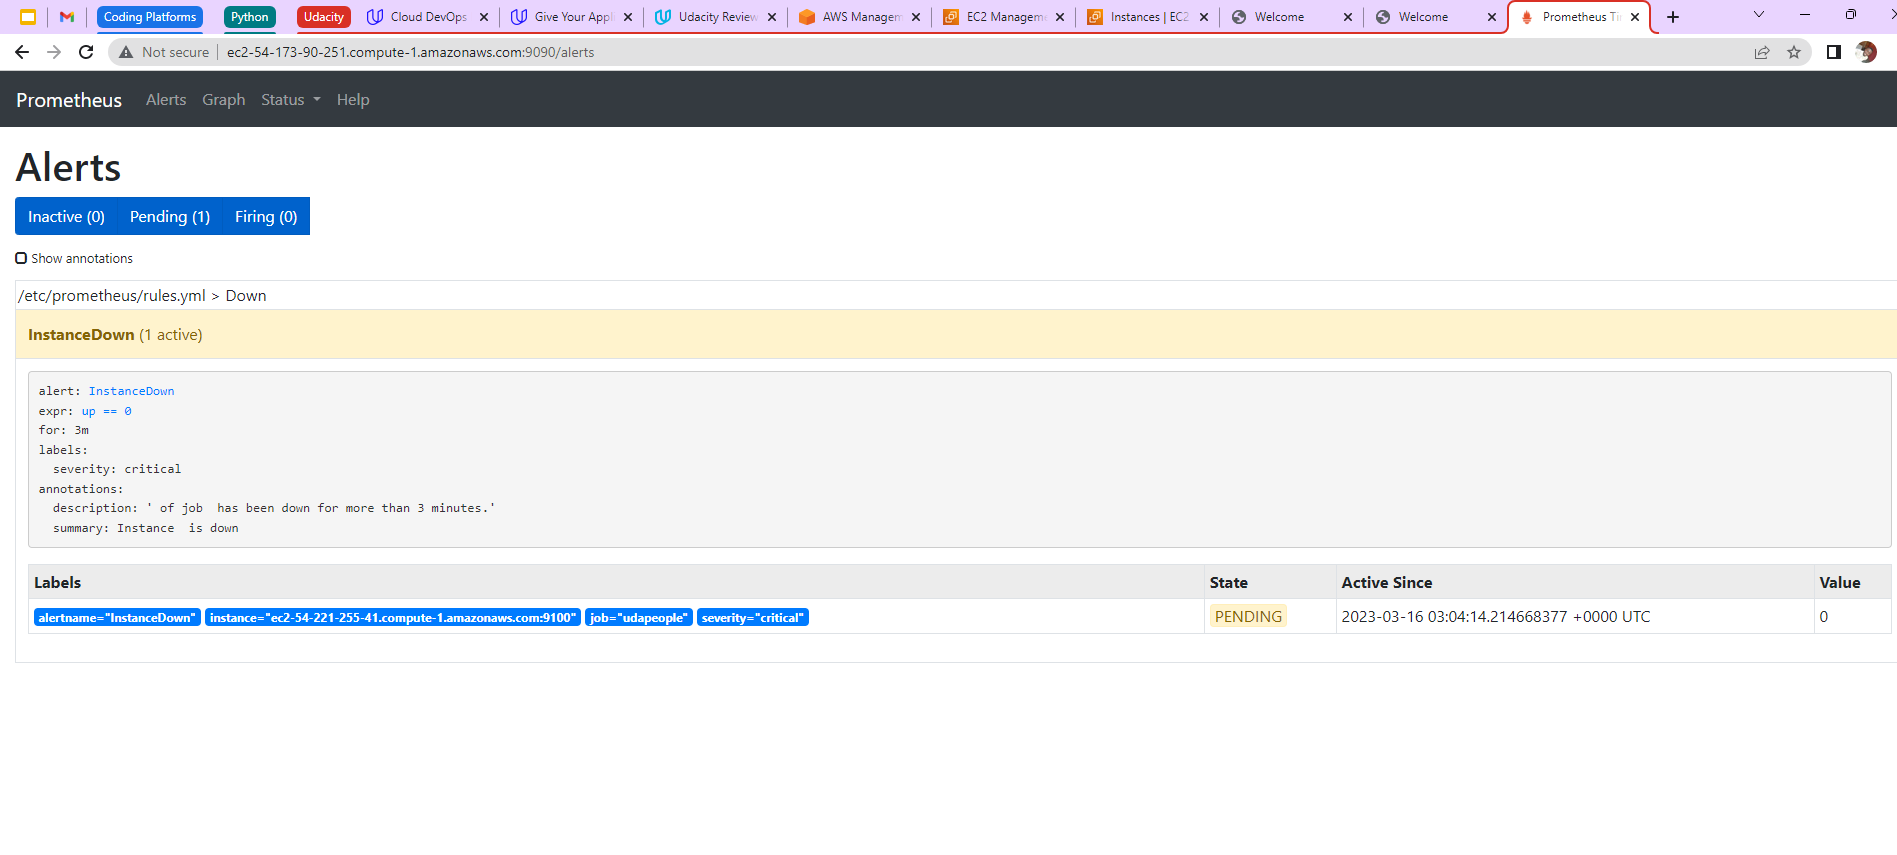 Coding Platforms
Python
Udacity
Cloud DevOps
Give Your Appl
Udacity Review
AWS Managem
EC2 Manageme
Instances | EC2
Welcome
Welcome
Prometheus Ti
Not secure
ec2-54-173-90-251.compute-1.amazonaws.com:9090/alerts
Prometheus Alerts Graph Status Help
Alerts
Inactive (0) Pending (1) Firing (0)
Show annotations
/etc/prometheus/rules.yml > Down
InstanceDown (1 active)
alert: InstanceDown
expr: up == 0
for: 3m
labels:
  severity: critical
annotations:
  description: ' of job  has been down for more than 3 minutes.'
  summary: Instance  is down
Labels State Active Since Value
alertname="InstanceDown" instance="ec2-54-221-255-41.compute-1.amazonaws.com:9100" job="udapeople" severity="critical" PENDING 2023-03-16 03:04:14.214668377 +0000 UTC 0